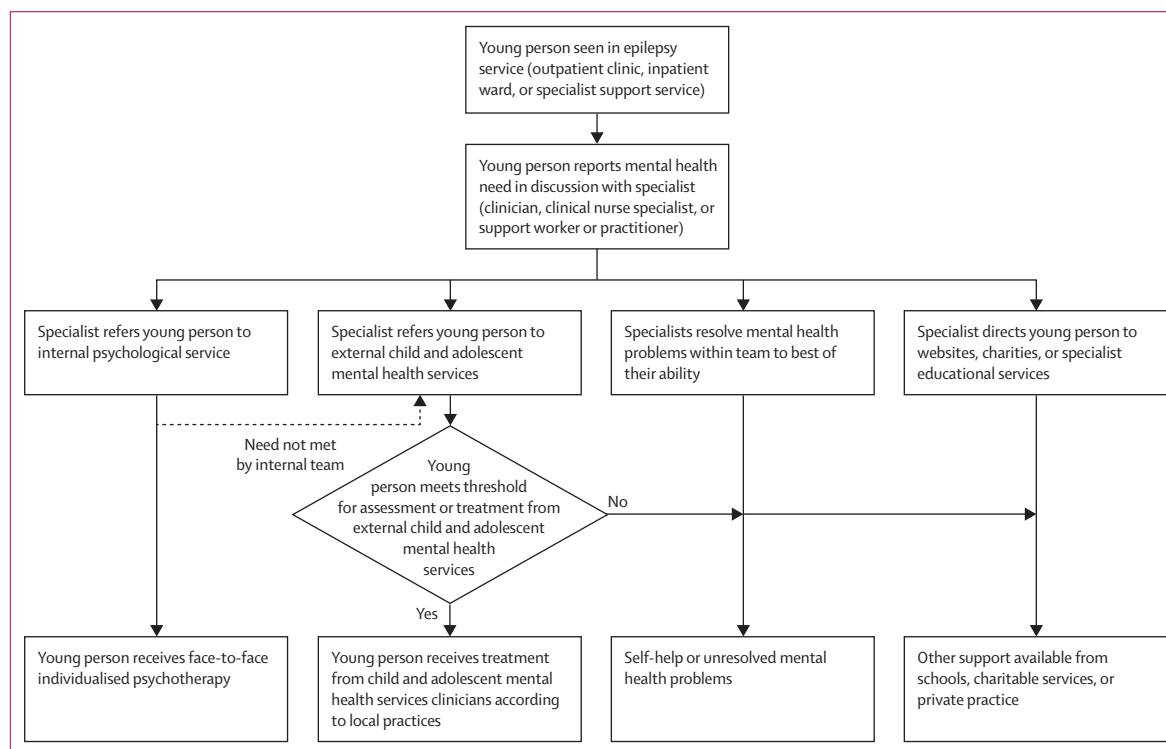 Young person seen in epilepsy
service (outpatient clinic, inpatient
ward, or specialist support service)
Young person reports mental health
need in discussion with specialist
(clinician, clinical nurse specialist, or
support worker or practitioner)
Specialist refers young person to
internal psychological service
Specialist refers young person to
external child and adolescent
mental health services
Specialists resolve mental health
problems within team to best of
their ability
Specialist directs young person to
websites, charities, or specialist
educational services
Need not met
by internal team
Young
person meets threshold
for assessment or treatment from
external child and adolescent
mental health
services
No
Yes
Young person receives face-to-face
individualised psychotherapy
Young person receives treatment
from child and adolescent mental
health services clinicians according
to local practices
Self-help or unresolved mental
health problems
Other support available from
schools, charitable services, or
private practice